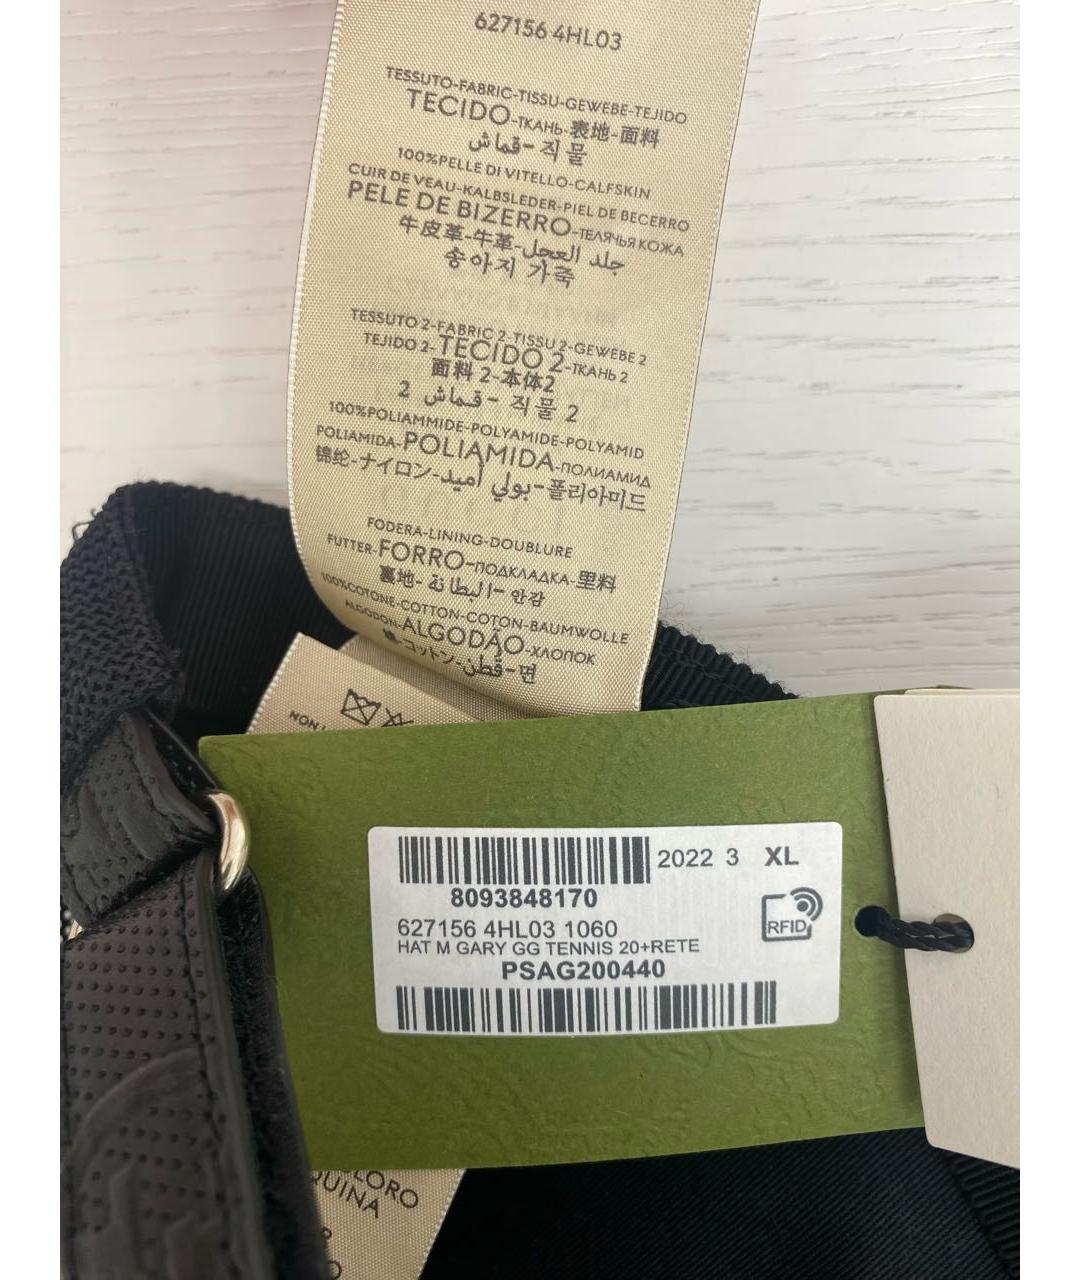 627156 4HL03
TESSUTO-FABRIC-TISSU-GEWEBE-TEJIDO
TECIDO-ТКАНЬ-表地-面料
قماش-직물
100%PELLE DI VITELLO-CALFSKIN
CUIR DE VEAU-KALBSLEDER-PIEL DE BECERRO
PELE DE BIZERRO-ТЕЛЯЧЬЯ КОЖА
牛皮革-牛革-جلد العجل
송아지 가죽
TESSUTO 2-FABRIC 2-TISSU 2-GEWEBE 2
TEJIDO 2-TECIDO 2-ТКАНЬ 2
面料 2-本体2
قماش 2-직물 2
100%POLIAMMIDE-POLYAMIDE-POLYAMID
POLIAMIDA-POLIAMIDA-ПОЛИАМИД
锦纶-ナイロン-بولي أميد-폴리아미드
FODERA-LINING-DOUBLURE
FUTTER-FORRO-ПОДКЛАДКА-里料
裏地-البطانة-안감
100%COTONE-COTTON-COTON-BAUMWOLLE
ALGODON-ALGODÃO-ХЛОПОК
棉-コットン-قطن-면
NON
2022 3 XL
8093848170
RFID
627156 4HL03 1060
HAT M GARY GG TENNIS 20+RETE
PSAG200440
CLORO
QUINA